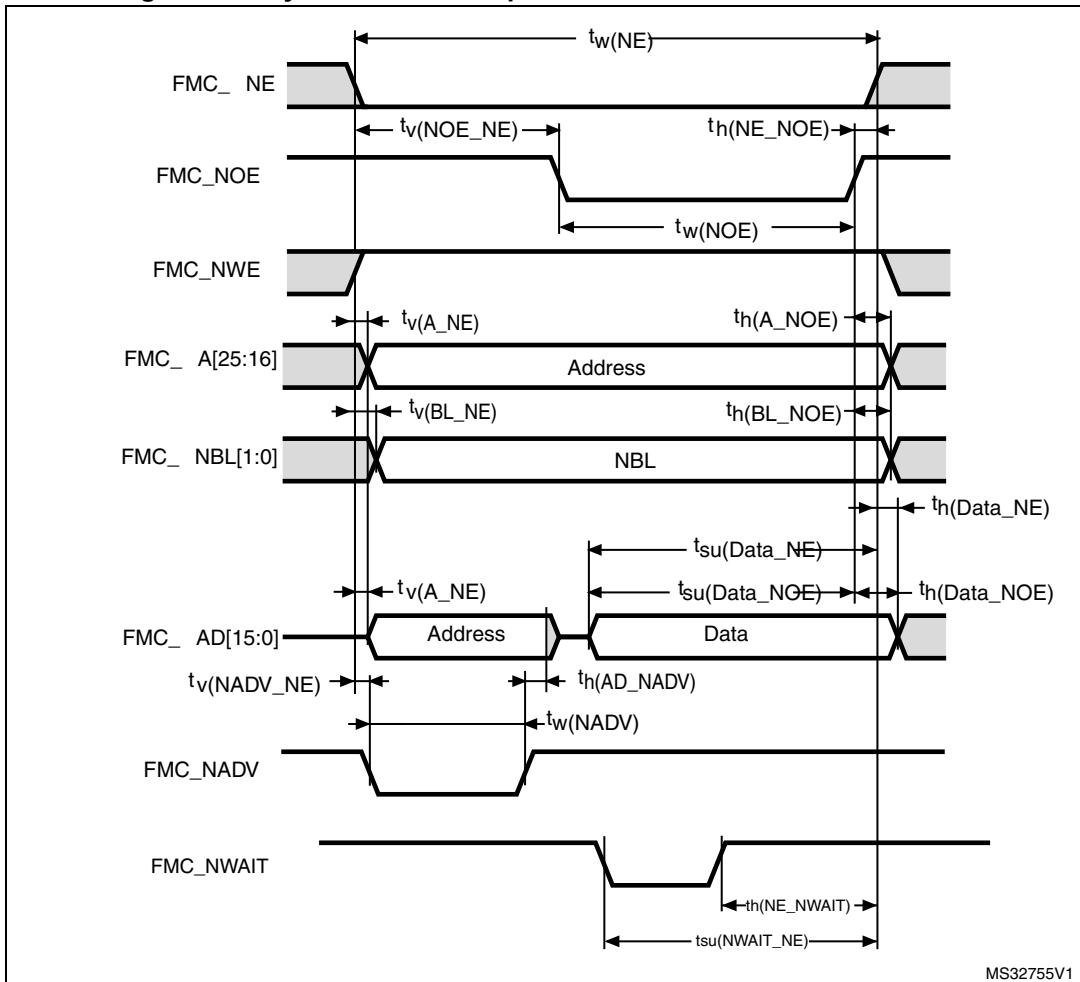 tw(NE)
FMC_ NE
tv(NOE_NE)
th(NE_NOE)
FMC_NOE
tw(NOE)
FMC_NWE
tv(A_NE)
th(A_NOE)
FMC_ A[25:16]
Address
tv(BL_NE)
th(BL_NOE)
FMC_ NBL[1:0]
NBL
th(Data_NE)
tsu(Data_NE)
tv(A_NE)
tsu(Data_NOE)
th(Data_NOE)
FMC_ AD[15:0]
Address
Data
tv(NADV_NE)
th(AD_NADV)
tw(NADV)
FMC_NADV
FMC_NWAIT
th(NE_NWAIT)
tsu(NWAIT_NE)
MS32755V1